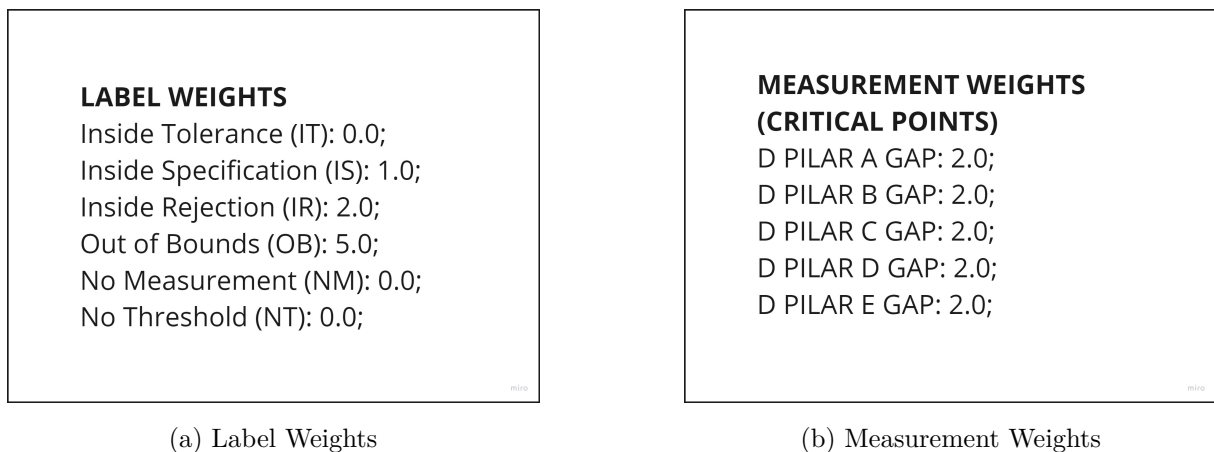 LABEL WEIGHTS
Inside Tolerance (IT): 0.0;
Inside Specification (IS): 1.0;
Inside Rejection (IR): 2.0;
Out of Bounds (OB): 5.0;
No Measurement (NM): 0.0;
No Threshold (NT): 0.0;
miro
(a) Label Weights
MEASUREMENT WEIGHTS
(CRITICAL POINTS)
D PILAR A GAP: 2.0;
D PILAR B GAP: 2.0;
D PILAR C GAP: 2.0;
D PILAR D GAP: 2.0;
D PILAR E GAP: 2.0;
miro
(b) Measurement Weights